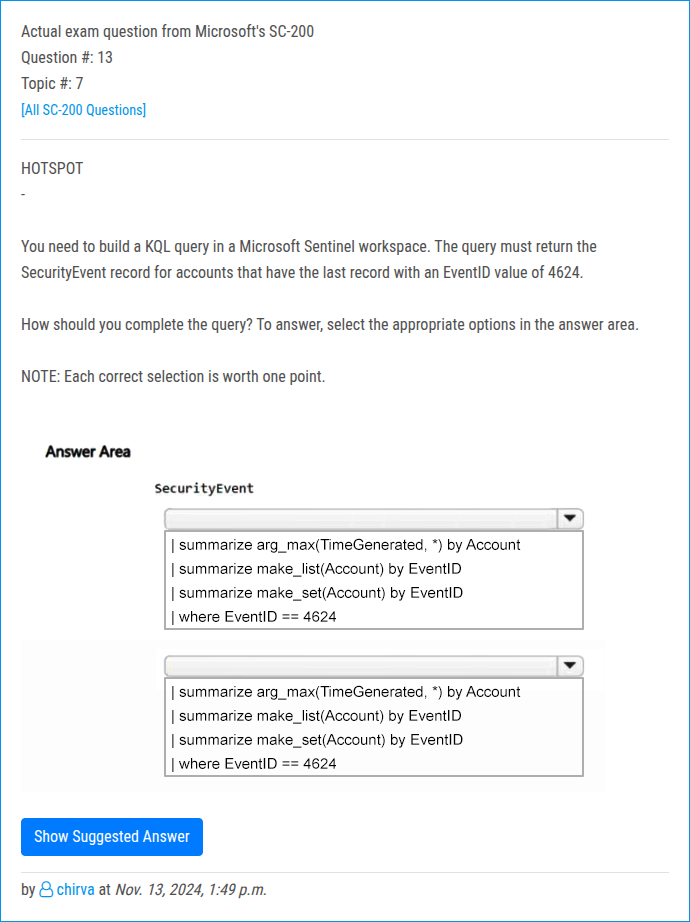 Actual exam question from Microsoft's SC-200
Question #: 13
Topic #: 7
[All SC-200 Questions]
HOTSPOT
-
You need to build a KQL query in a Microsoft Sentinel workspace. The query must return the
SecurityEvent record for accounts that have the last record with an EventID value of 4624.
How should you complete the query? To answer, select the appropriate options in the answer area.
NOTE: Each correct selection is worth one point.
Answer Area
SecurityEvent
| summarize arg_max(TimeGenerated, *) by Account
| summarize make_list(Account) by EventID
| summarize make_set(Account) by EventID
| where EventID == 4624
| summarize arg_max(TimeGenerated, *) by Account
| summarize make_list(Account) by EventID
| summarize make_set(Account) by EventID
| where EventID == 4624
Show Suggested Answer
by chirva at Nov. 13, 2024, 1:49 p.m.